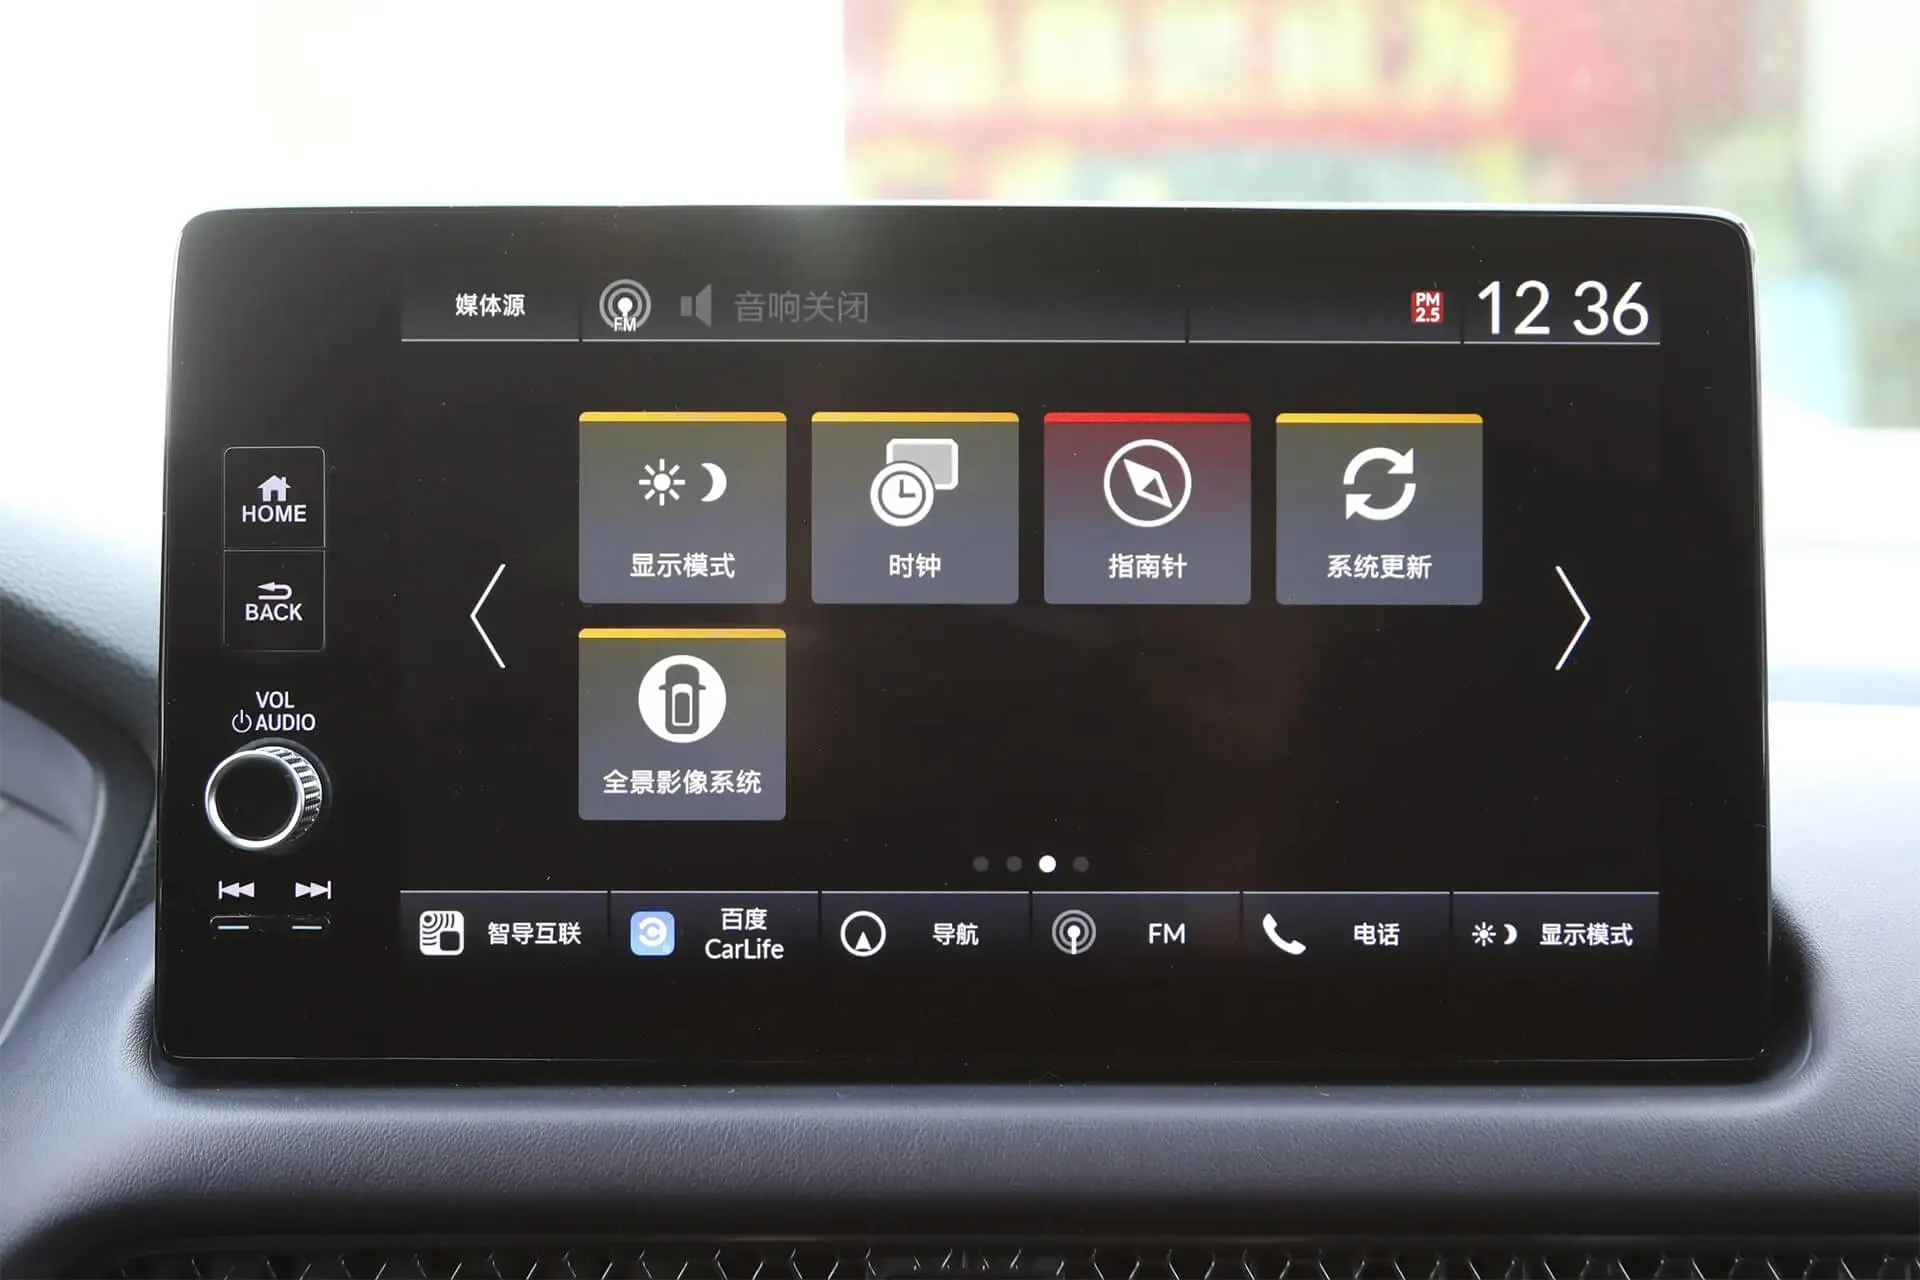 媒体源
FM
音响关闭
PM
2.5
12 36
HOME
BACK
VOL
AUDIO
显示模式
时钟
指南针
系统更新
全景影像系统
智导互联
百度
CarLife
导航
FM
电话
显示模式